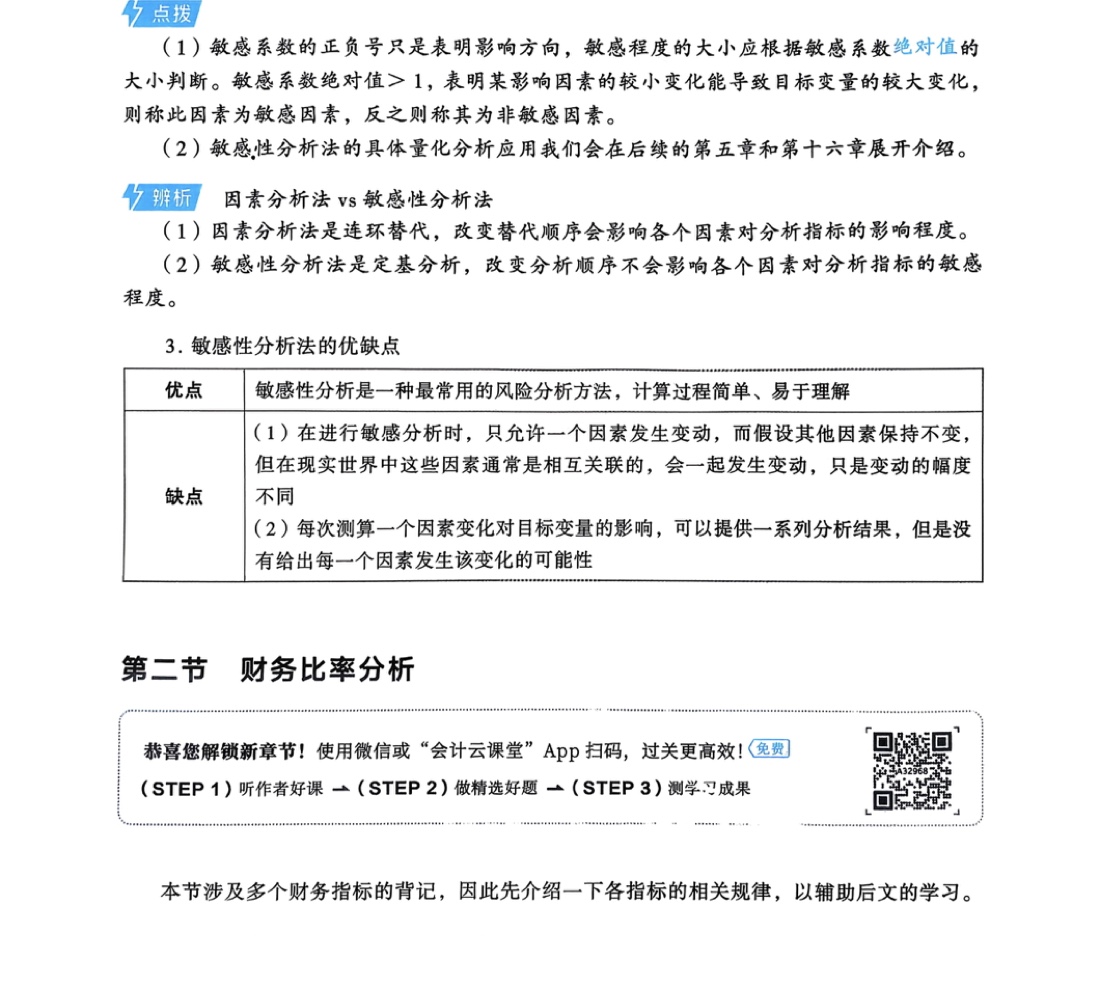 点拨
（1）敏感系数的正负号只是表明影响方向，敏感程度的大小应根据敏感系数绝对值的
大小判断。敏感系数绝对值＞1，表明某影响因素的较小变化能导致目标变量的较大变化，
则称此因素为敏感因素，反之则称其为非敏感因素。
（2）敏感性分析法的具体量化分析应用我们会在后续的第五章和第十六章展开介绍。
辨析 因素分析法 vs 敏感性分析法
（1）因素分析法是连环替代，改变替代顺序会影响各个因素对分析指标的影响程度。
（2）敏感性分析法是定基分析，改变分析顺序不会影响各个因素对分析指标的敏感
程度。
3. 敏感性分析法的优缺点
优点 敏感性分析是一种最常用的风险分析方法，计算过程简单、易于理解
（1）在进行敏感分析时，只允许一个因素发生变动，而假设其他因素保持不变，
但在现实世界中这些因素通常是相互关联的，会一起发生变动，只是变动的幅度
缺点 不同
（2）每次测算一个因素变化对目标变量的影响，可以提供一系列分析结果，但是没
有给出每一个因素发生该变化的可能性
第二节 财务比率分析
恭喜您解锁新章节！使用微信或“会计云课堂”App 扫码，过关更高效！免费
（STEP 1）听作者好课 ⇀（STEP 2）做精选好题 ⇀（STEP 3）测学习成果
A32968
本节涉及多个财务指标的背记，因此先介绍一下各指标的相关规律，以辅助后文的学习。